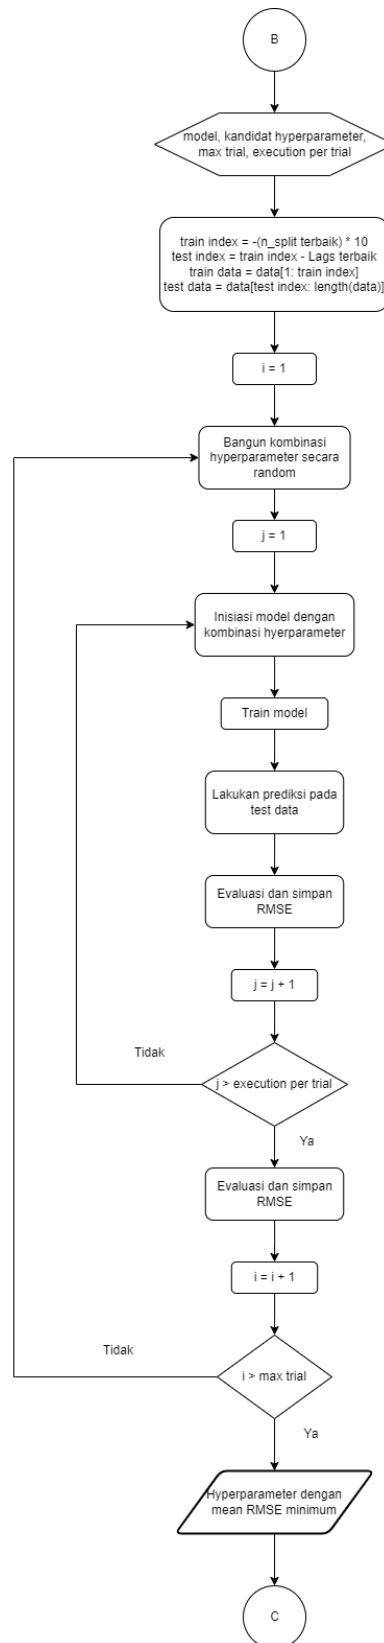 B
model, kandidat hyperparameter,
max trial, execution per trial
train index = -(n_split terbaik) * 10
test index = train index - Lags terbaik
train data = data[1: train index]
test data = data[test index: length(data)]
i = 1
Bangun kombinasi
hyperparameter secara
random
j = 1
Inisiasi model dengan
kombinasi hyerparameter
Train model
Lakukan prediksi pada
test data
Evaluasi dan simpan
RMSE
j = j + 1
Tidak
j > execution per trial
Ya
Evaluasi dan simpan
RMSE
i = i + 1
Tidak
i > max trial
Ya
Hyperparameter dengan
mean RMSE minimum
C